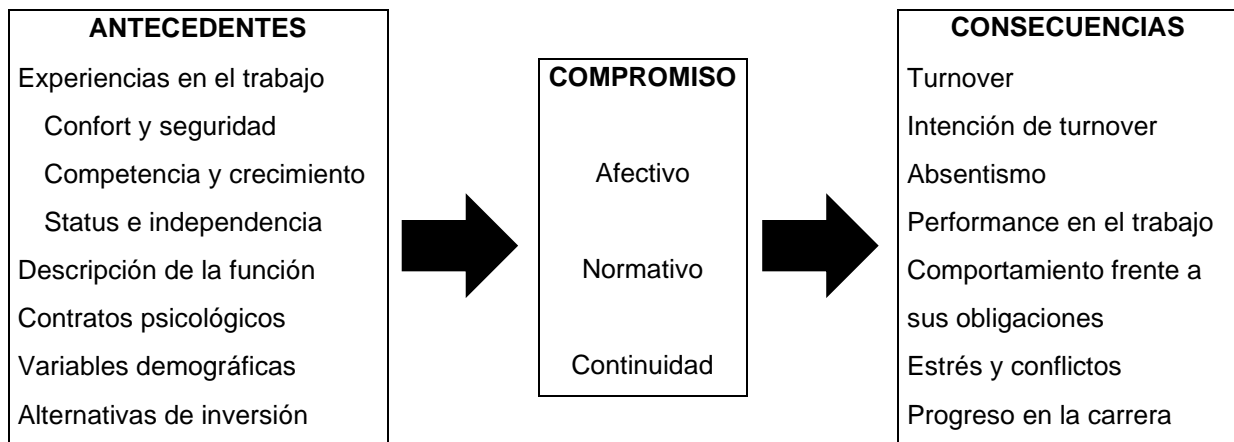 ANTECEDENTES
Experiencias en el trabajo
Confort y seguridad
Competencia y crecimiento
Status e independencia
Descripción de la función
Contratos psicológicos
Variables demográficas
Alternativas de inversión
COMPROMISO
Afectivo
Normativo
Continuidad
CONSECUENCIAS
Turnover
Intención de turnover
Absentismo
Performance en el trabajo
Comportamiento frente a
sus obligaciones
Estrés y conflictos
Progreso en la carrera